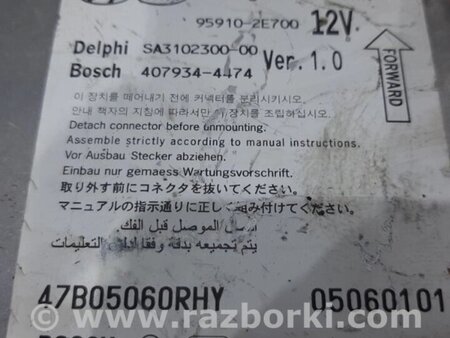 95910-2E700 12V
Delphi SA3102300-00 Ver. 1.0
Bosch 407934-4474
FORWARD
이 장치를 떼어내기 전에 커넥터를 분리시키시오.
안내 책자의 지침에 따라서만 이 장치를 조립하십시오.
Detach connector before unmounting.
Assemble strictly according to manual instructions.
Vor Ausbau Stecker abziehen.
Einbau nur gemaess Wartungsvorschrift.
取り外す前にコネクタを抜いてください。
マニュアルの指示通りに正しく組み付けてください。
الموصل قبل الفك.
يتم تجميعه بدقة وفقا التعليمات
47B05060RHY 05060101
www.razborki.com